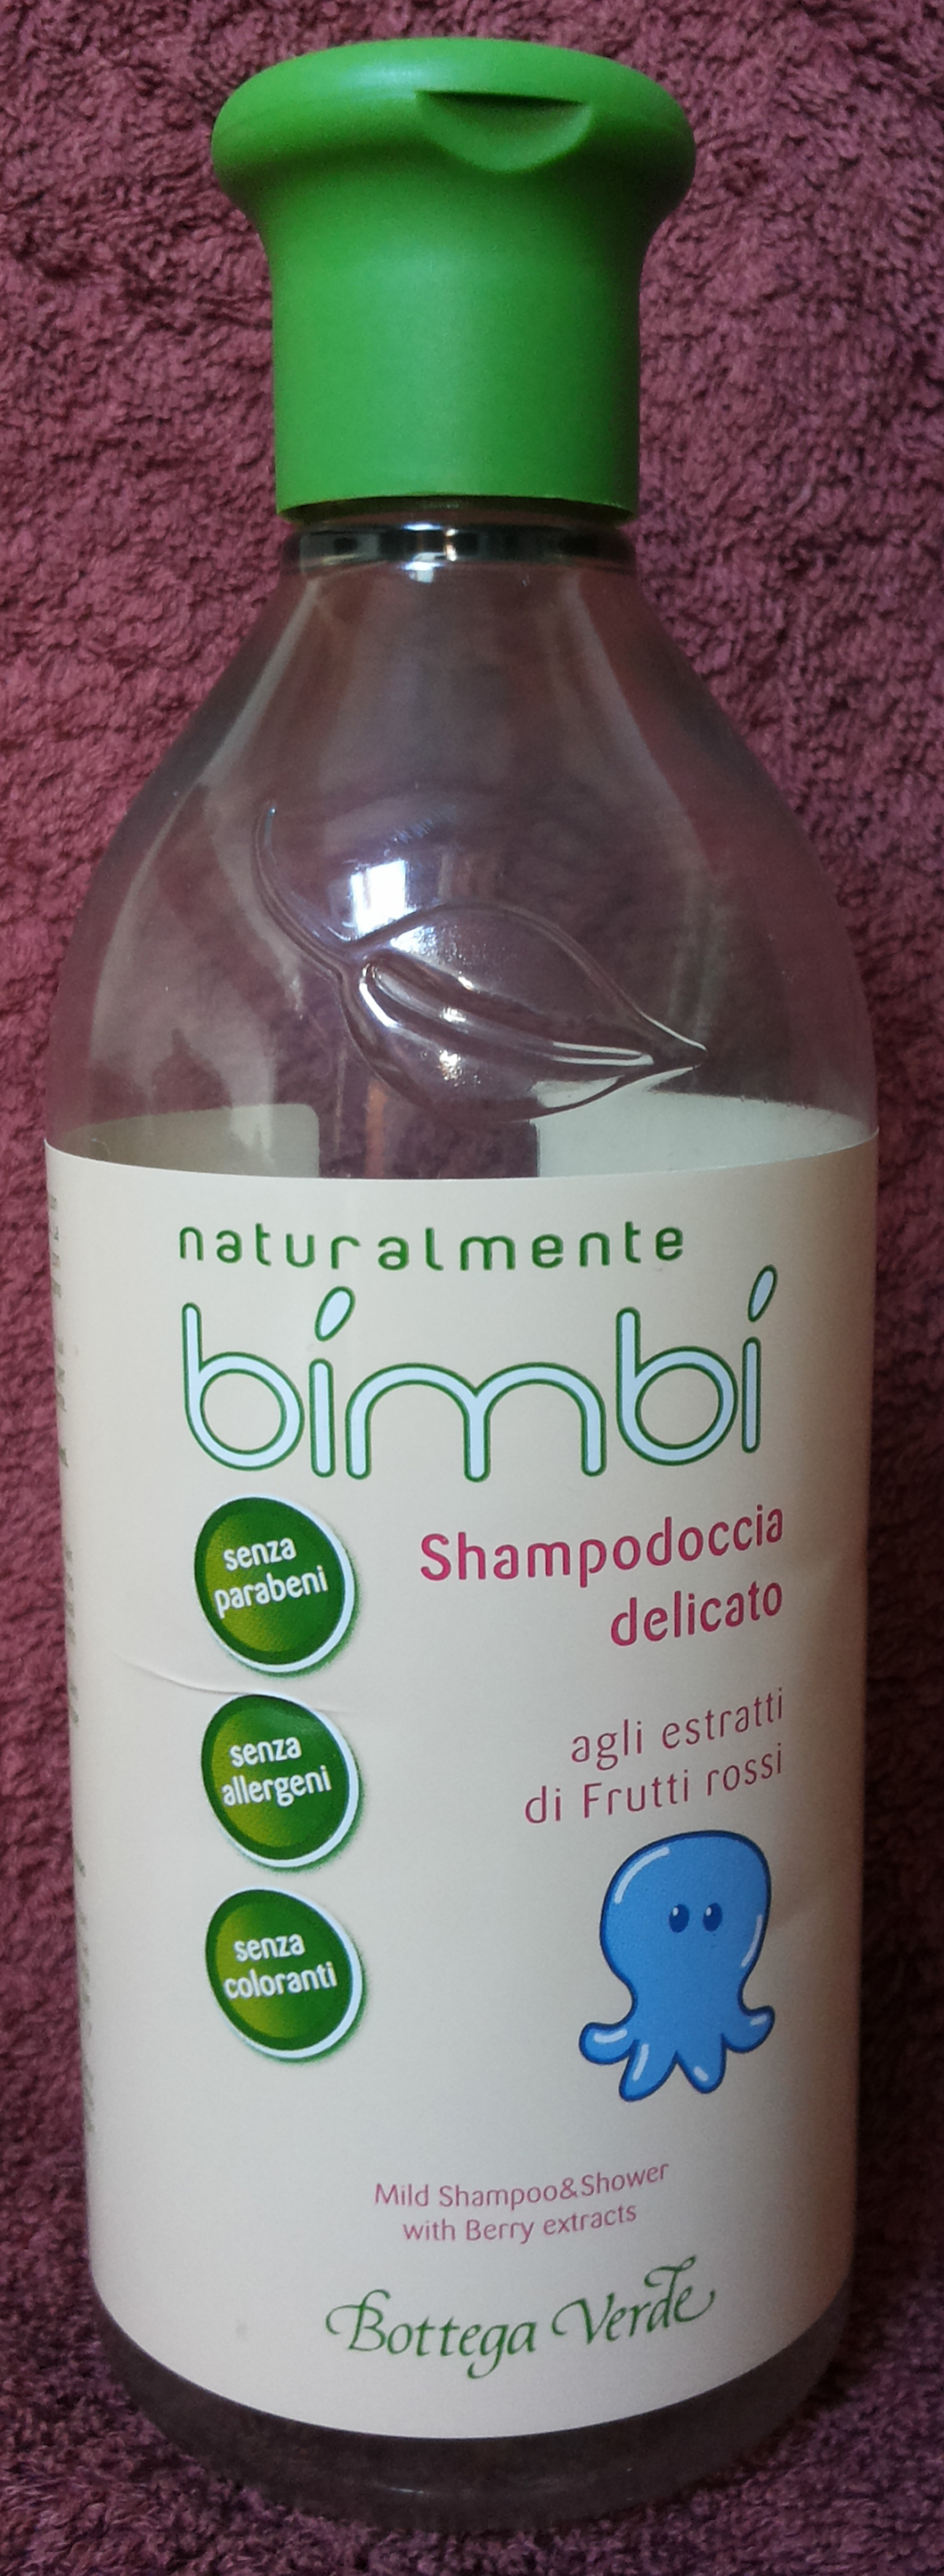 naturalmente
bimbi
senza
parabeni
Shampodoccia
delicato
senza
allergeni
agli estratti
di Frutti rossi
senza
coloranti
Mild Shampoo&Shower
with Berry extracts
Bottega Verde